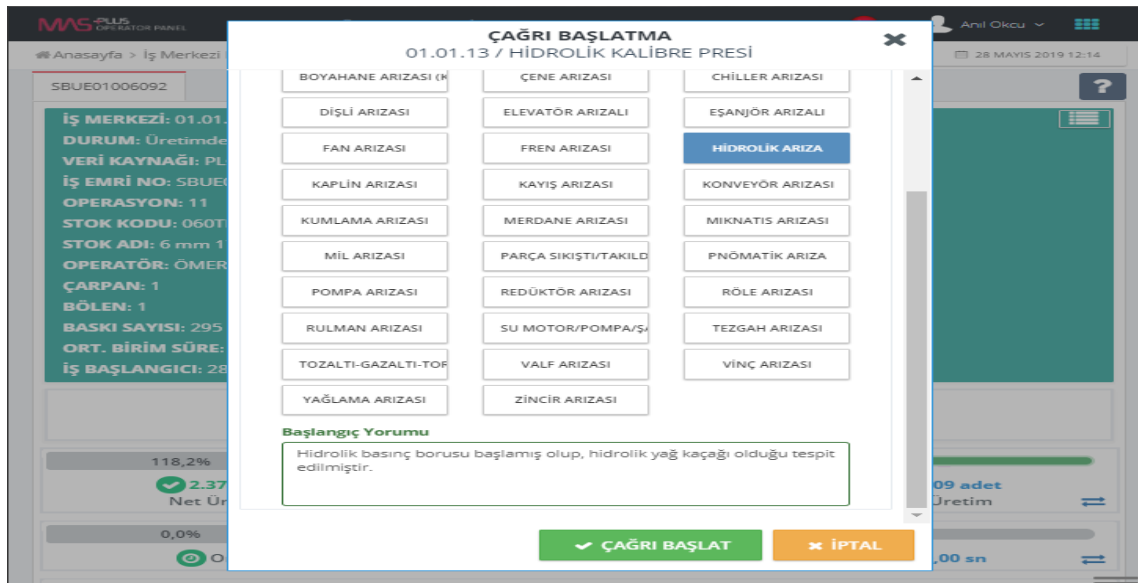 MAS PLUS
OPERATOR PANEL
Anıl Okcu
Anasayfa > İş Merkezi
28 MAYIS 2019 12:14
SBUE01006092
?
İŞ MERKEZİ: 01.01.
DURUM: Üretimde
VERİ KAYNAĞI: PL
İŞ EMRİ NO: SBUE
OPERASYON: 11
STOK KODU: 060T
STOK ADI: 6 mm 1
OPERATÖR: ÖMER
ÇARPAN: 1
BÖLEN: 1
BASKI SAYISI: 295
ORT. BİRİM SÜRE:
İŞ BAŞLANGICI: 28
ÇAĞRI BAŞLATMA
01.01.13 / HİDROLİK KALİBRE PRESİ
BOYAHANE ARIZASI (K ÇENE ARIZASI CHİLLER ARIZASI
DİŞLİ ARIZASI ELEVATÖR ARIZALI EŞANJÖR ARIZALI
FAN ARIZASI FREN ARIZASI HİDROLİK ARIZA
KAPLİN ARIZASI KAYIŞ ARIZASI KONVEYÖR ARIZASI
KUMLAMA ARIZASI MERDANE ARIZASI MIKNATIS ARIZASI
MİL ARIZASI PARÇA SIKIŞTI/TAKILD PNÖMATİK ARIZA
POMPA ARIZASI REDÜKTÖR ARIZASI RÖLE ARIZASI
RULMAN ARIZASI SU MOTOR/POMPA/ŞA TEZGAH ARIZASI
TOZALTI-GAZALTI-TOR VALF ARIZASI VİNÇ ARIZASI
YAĞLAMA ARIZASI ZİNCİR ARIZASI
Başlangıç Yorumu
Hidrolik basınç borusu başlamış olup, hidrolik yağ kaçağı olduğu tespit
edilmiştir.
ÇAĞRI BAŞLAT İPTAL
118,2%
2.37
Net Ür
09 adet
Üretim
0,0%
O
,00 sn